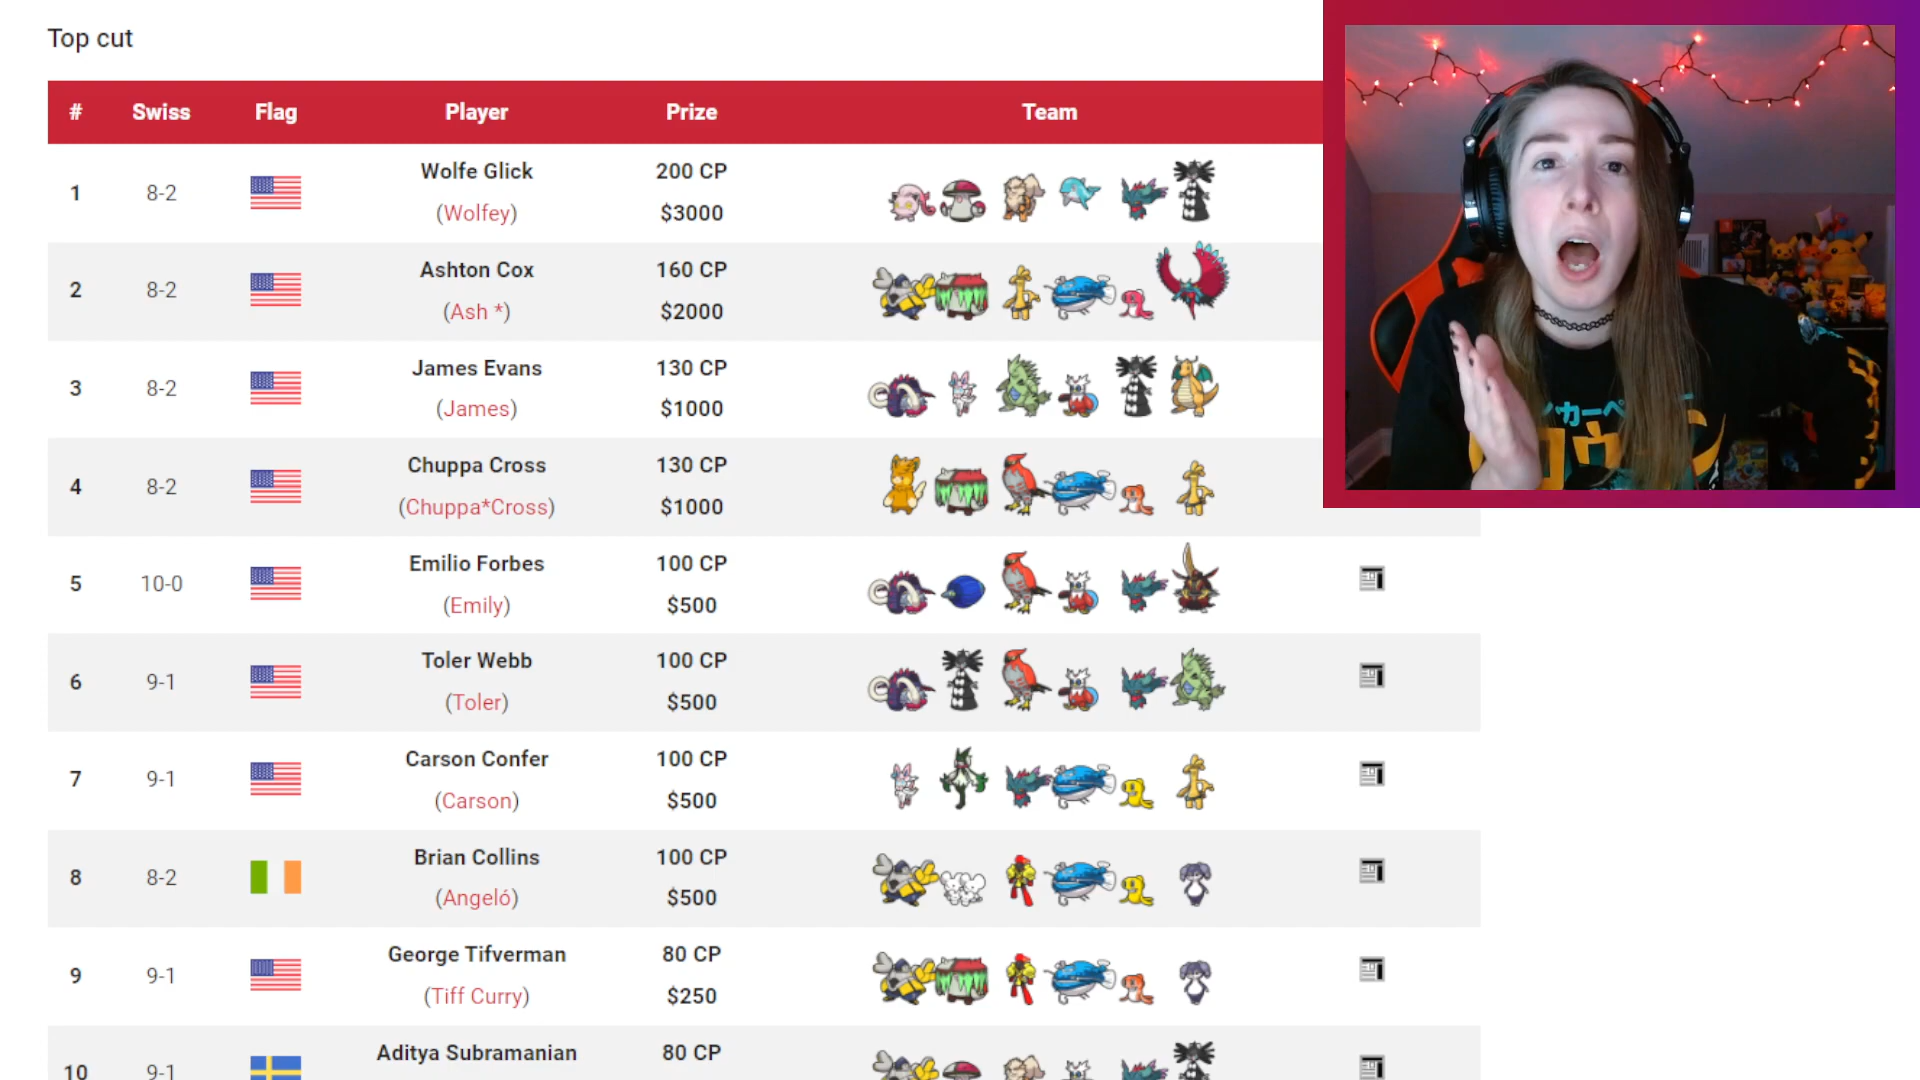 Top cut
# Swiss Flag Player Prize Team
1 8-2 Wolfe Glick (Wolfey) 200 CP $3000
2 8-2 Ashton Cox (Ash *) 160 CP $2000
3 8-2 James Evans (James) 130 CP $1000
4 8-2 Chuppa Cross (Chuppa*Cross) 130 CP $1000
5 10-0 Emilio Forbes (Emily) 100 CP $500
6 9-1 Toler Webb (Toler) 100 CP $500
7 9-1 Carson Confer (Carson) 100 CP $500
8 8-2 Brian Collins (Angeló) 100 CP $500
9 9-1 George Tifverman (Tiff Curry) 80 CP $250
10 9-1 Aditya Subramanian 80 CP